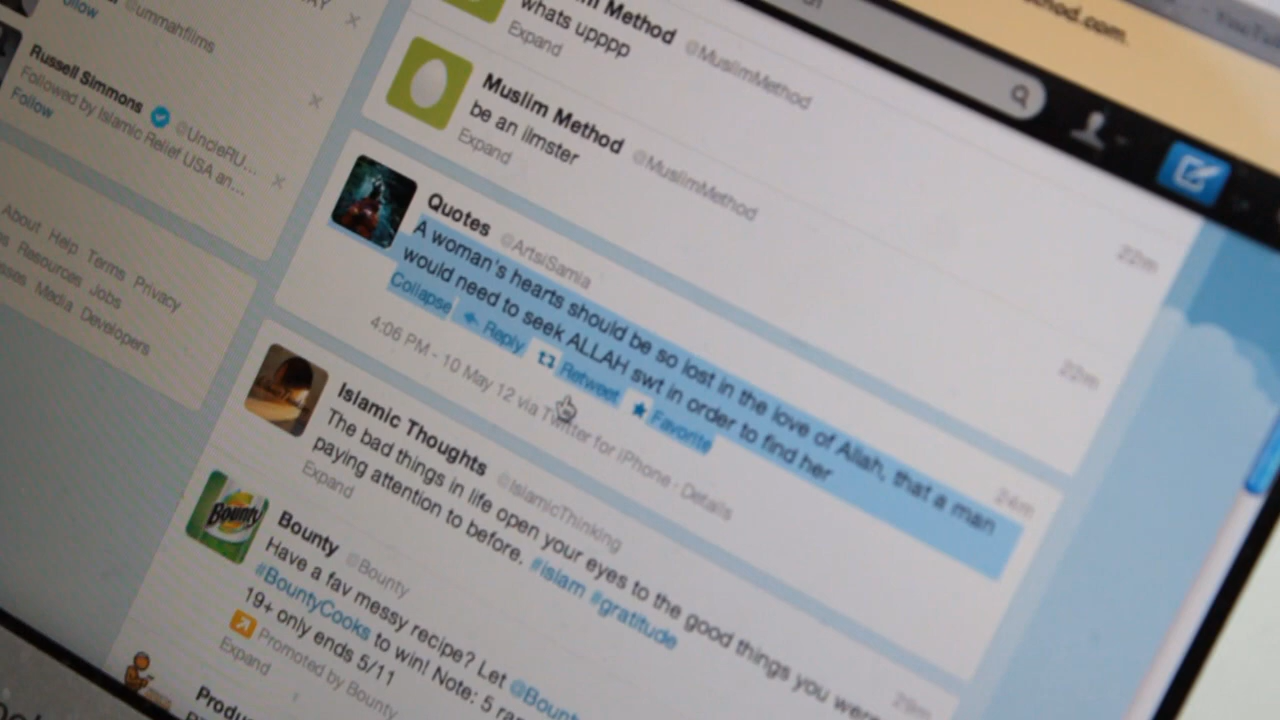 @ummahfilms
Follow
Russell Simmons @UncleRU...
Followed by Islamic Relief USA an...
Follow
About Help Terms Privacy
Resources Jobs
Media Developers
Muslim Method @MuslimMethod
whats upppp
Expand
22m
Muslim Method @MuslimMethod
be an ilmster
Expand
22m
Quotes @ArtsiSamia
24m
A woman's hearts should be so lost in the love of Allah, that a man
would need to seek ALLAH swt in order to find her
Collapse Reply Retweet Favorite
4:06 PM - 10 May 12 via Twitter for iPhone · Details
Islamic Thoughts @IslamicThinking
The bad things in life open your eyes to the good things you were
paying attention to before. #islam #gratitude
Expand
Bounty @Bounty
Have a fav messy recipe? Let @Boun
#BountyCooks to win! Note: 5 ra
19+ only ends 5/11
Promoted by Bounty
Expand
Bounty